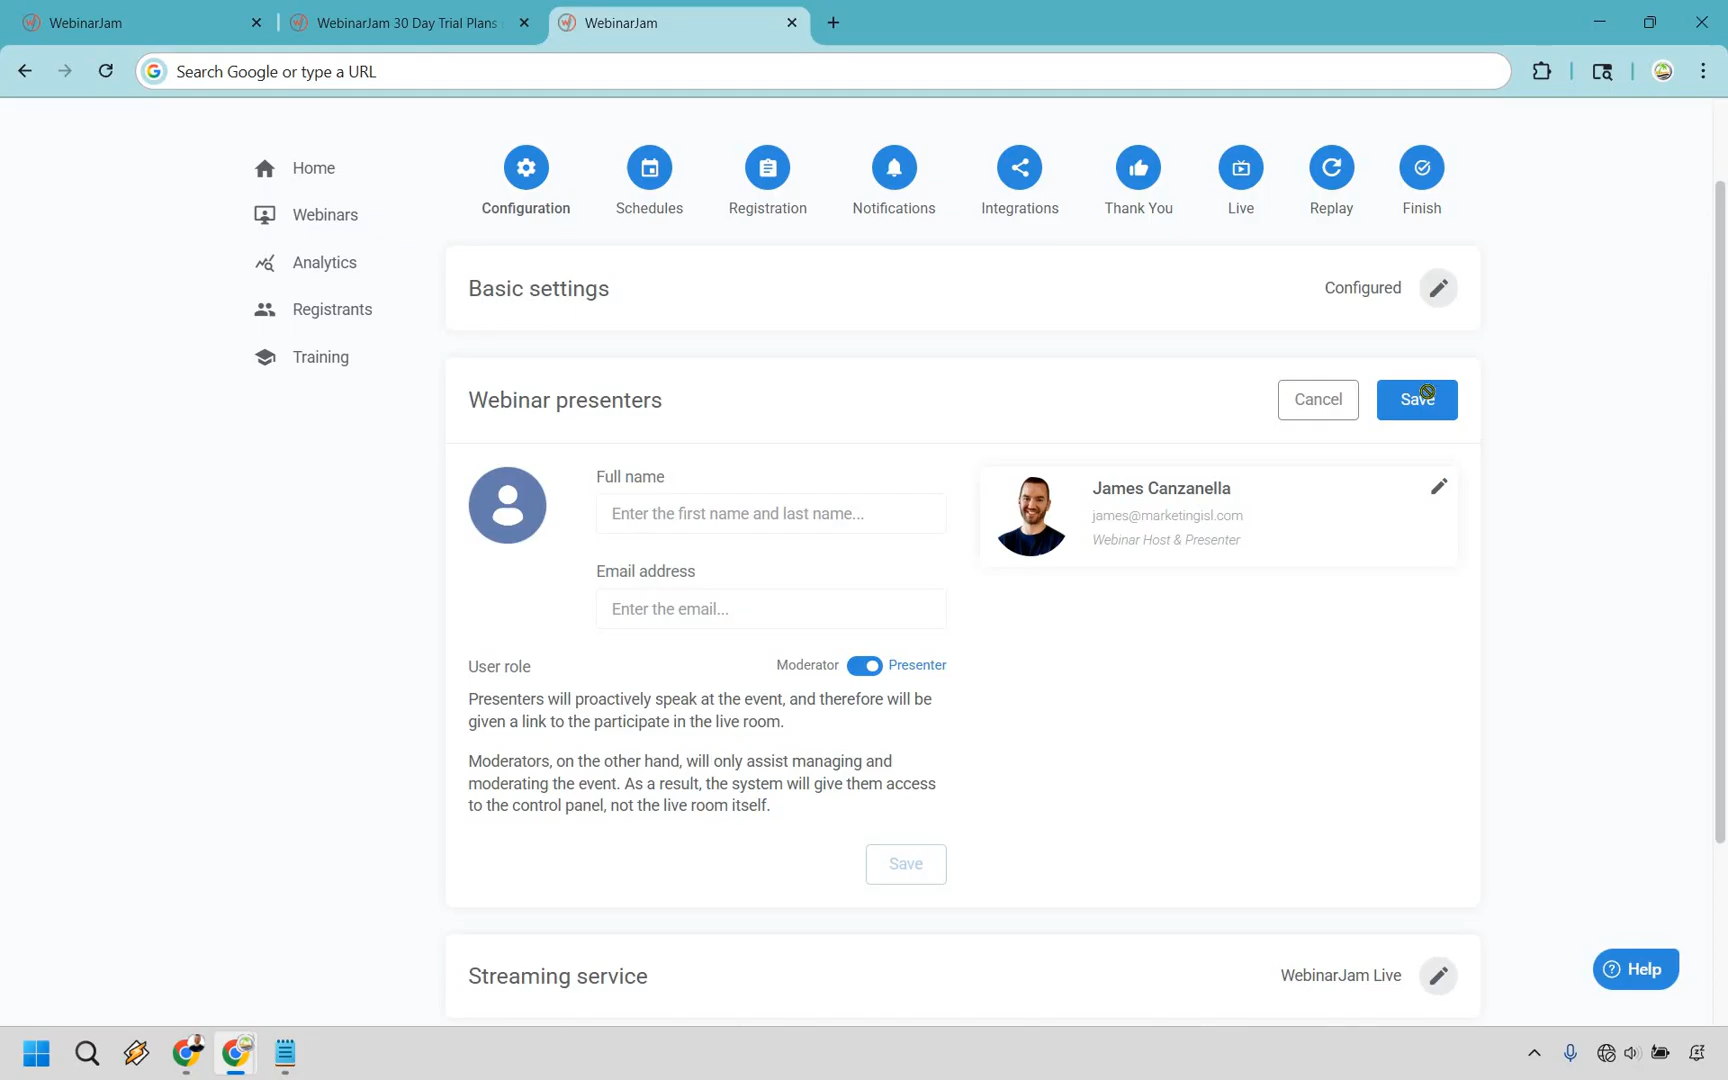 WebinarJam
WebinarJam 30 Day Trial Plans
WebinarJam
Search Google or type a URL
Home
Webinars
Analytics
Registrants
Training
Configuration
Schedules
Registration
Notifications
Integrations
Thank You
Live
Replay
Finish
Basic settings
Configured
Webinar presenters
Cancel
Save
Full name
Enter the first name and last name...
Email address
Enter the email...
James Canzanella
james@marketingisl.com
Webinar Host & Presenter
User role
Moderator
Presenter
Presenters will proactively speak at the event, and therefore will be
given a link to the participate in the live room.
Moderators, on the other hand, will only assist managing and
moderating the event. As a result, the system will give them access
to the control panel, not the live room itself.
Save
Streaming service
WebinarJam Live
Help